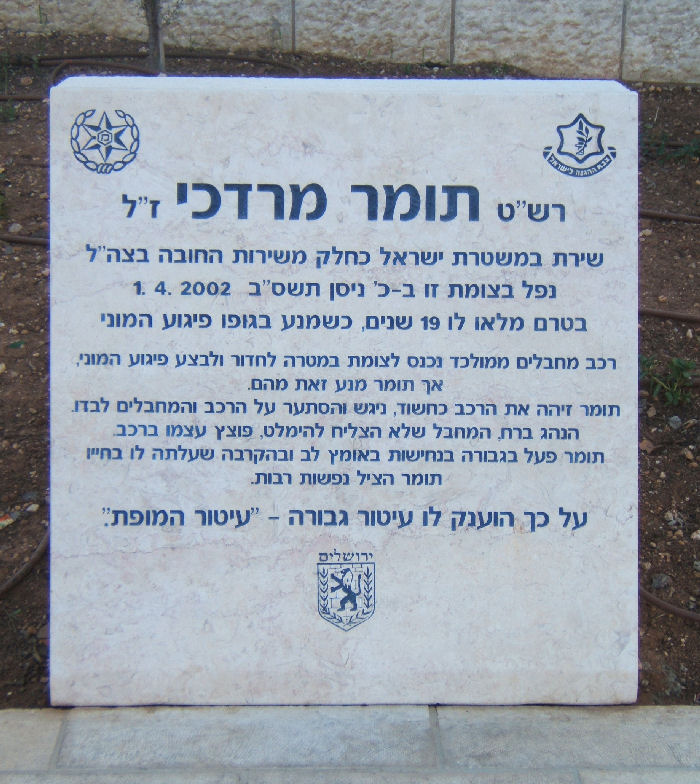 צבא ההגנה לישראל
רש"ט תומר מרדכי ז"ל
שירת במשטרת ישראל כחלק משירות החובה בצה"ל
נפל בצומת זו ב-כ' ניסן תשס"ב 1. 4. 2002
בטרם מלאו לו 19 שנים, כשמנע בגופו פיגוע המוני
רכב מחבלים ממולכד נכנס לצומת במטרה לחדור ולבצע פיגוע המוני,
אך תומר מנע זאת מהם.
תומר זיהה את הרכב כחשוד, ניגש והסתער על הרכב והמחבלים לבדו.
הנהג ברח, המחבל שלא הצליח להימלט, פוצץ עצמו ברכב.
תומר פעל בגבורה בנחישות באומץ לב ובהקרבה שעלתה לו בחייו
תומר הציל נפשות רבות.
על כך הוענק לו עיטור גבורה - "עיטור המופת".
ירושלים